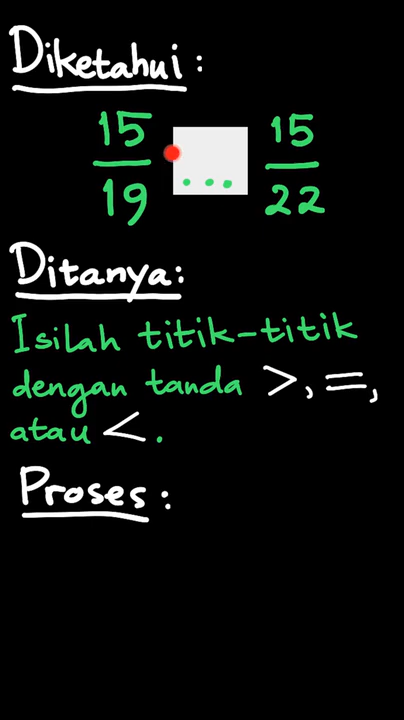 Diketahui :
15/19 ... 15/22
Ditanya:
Isilah titik-titik
dengan tanda >, =,
atau < .
Proses :